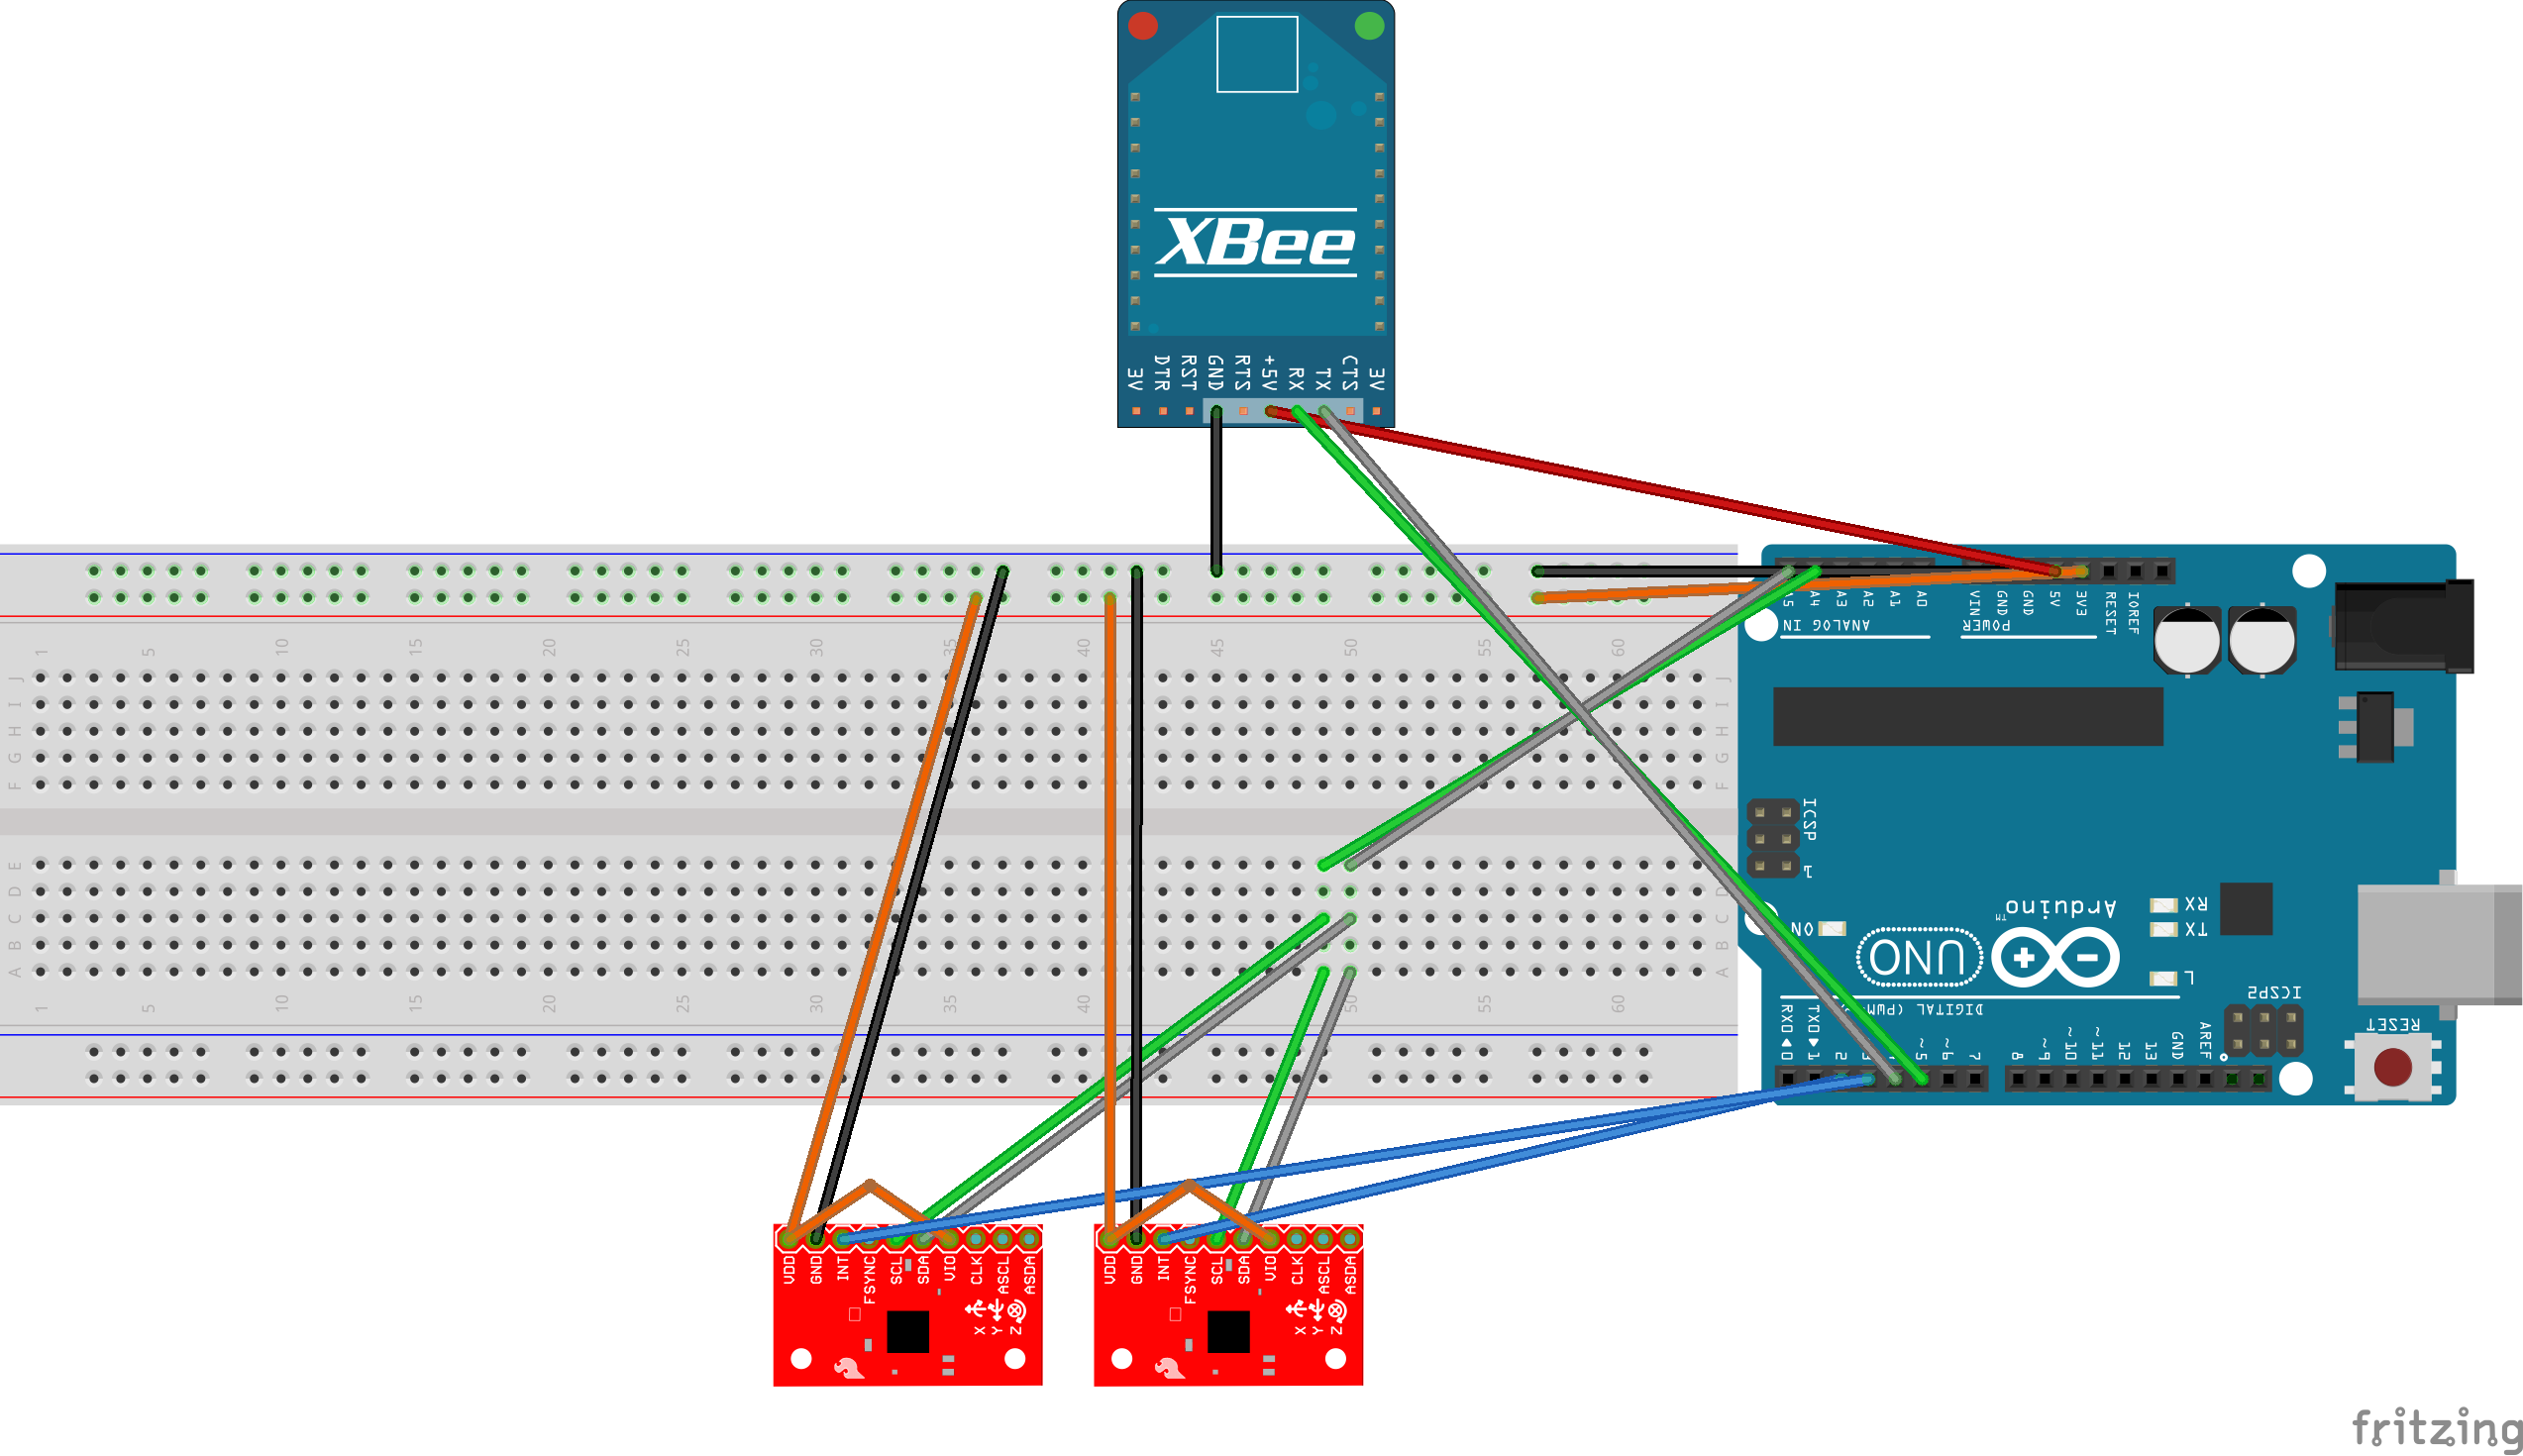 XBee
3V DTR RST GND RTS +5V RX TX CTS 3V
1 5 10 15 20 25 30 35 40 45 50 55 60
J J
I I
H H
G G
F F
E
D D
C C
B B
A A
1 5 10 15 20 25 30 35 40 50 55 60
A4 A3 A2 A1 A0 VIN GND GND 5V 3V3 RESET IOREF
ANALOG IN POWER
ICSP
1
Arduino™
UNO
ON
RX
TX
L
ICSP2
RESET
DIGITAL (PWM
RX0 ◀ 0 TX0 ▶ 1 2 ~5 ~6 7 8 ~9 ~10 ~11 12 13 GND AREF
VDD GND INT FSYNC SCL SDA VIO CLK ASCL ASDA
X Y Z
VDD GND INT FSYNC SCL SDA VIO CLK ASCL ASDA
X Y Z
fritzing